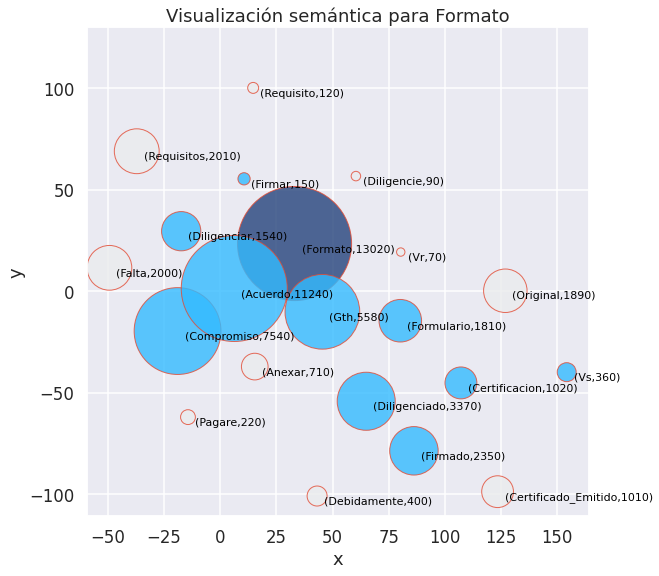 Visualización semántica para Formato
100
50
0
−50
−100
y
(Requisito,120)
(Requisitos,2010)
(Firmar,150)
(Diligencie,90)
(Diligenciar,1540)
(Formato,13020)
(Vr,70)
(Falta,2000)
(Acuerdo,11240)
(Original,1890)
(Gth,5580)
(Formulario,1810)
(Compromiso,7540)
(Anexar,710)
(Vs,360)
(Certificacion,1020)
(Diligenciado,3370)
(Pagare,220)
(Firmado,2350)
(Debidamente,400)
(Certificado_Emitido,1010)
−50 −25 0 25 50 75 100 125 150
x